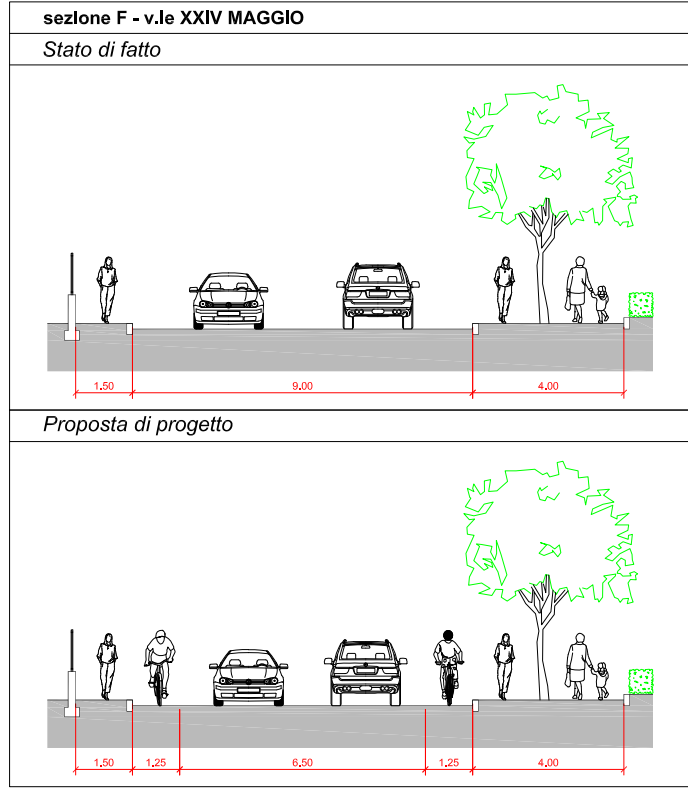 sezione F - v.le XXIV MAGGIO
Stato di fatto
1.50
9.00
4.00
Proposta di progetto
1.50
1.25
6.50
1.25
4.00